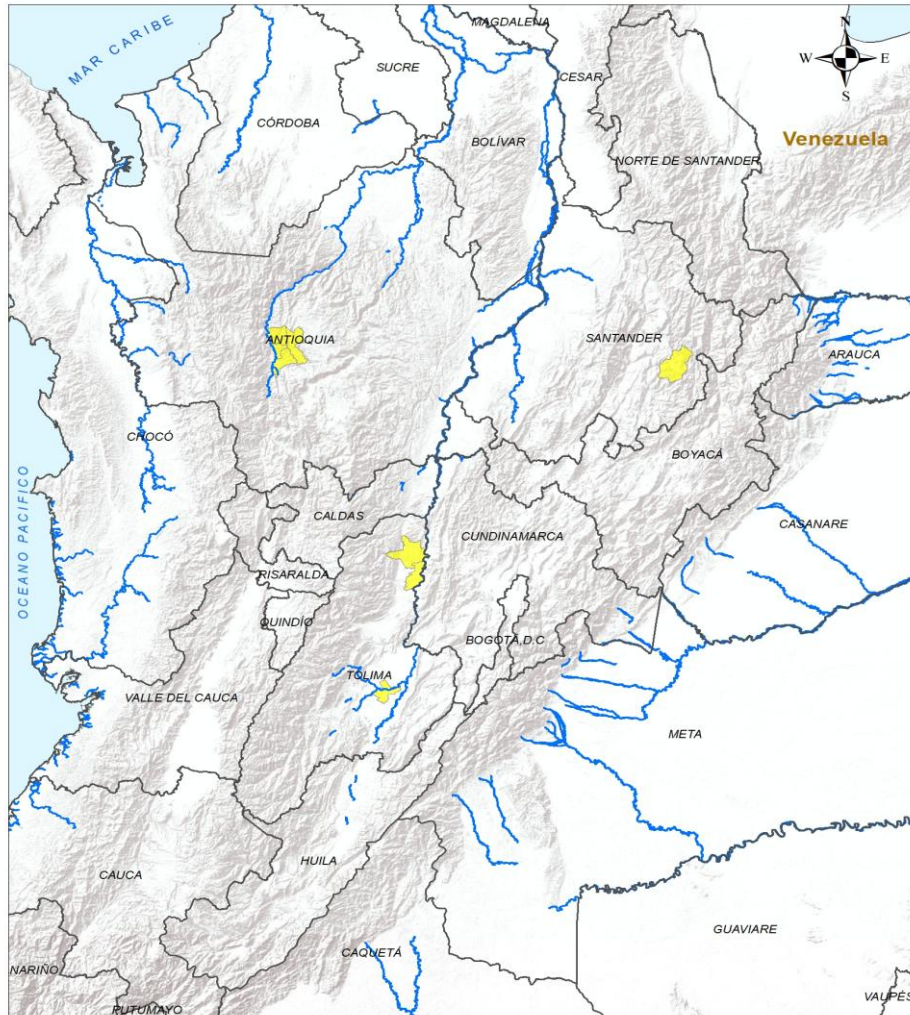 MAGDALENA
N
MAR CARIBE
W
E
SUCRE
CESAR
S
CÓRDOBA
BOLÍVAR
Venezuela
NORTE DE SANTANDER
ANTIOQUIA
SANTANDER
ARAUCA
CHOCÓ
BOYACÁ
OCEANO PACIFICO
CALDAS
CUNDINAMARCA
CASANARE
RISARALDA
QUINDÍO
BOGOTÁ,D.C
TOLIMA
VALLE DEL CAUCA
META
HUILA
CAUCA
GUAVIARE
CAQUETÁ
NARIÑO
VAUPÉS
PUTUMAYO